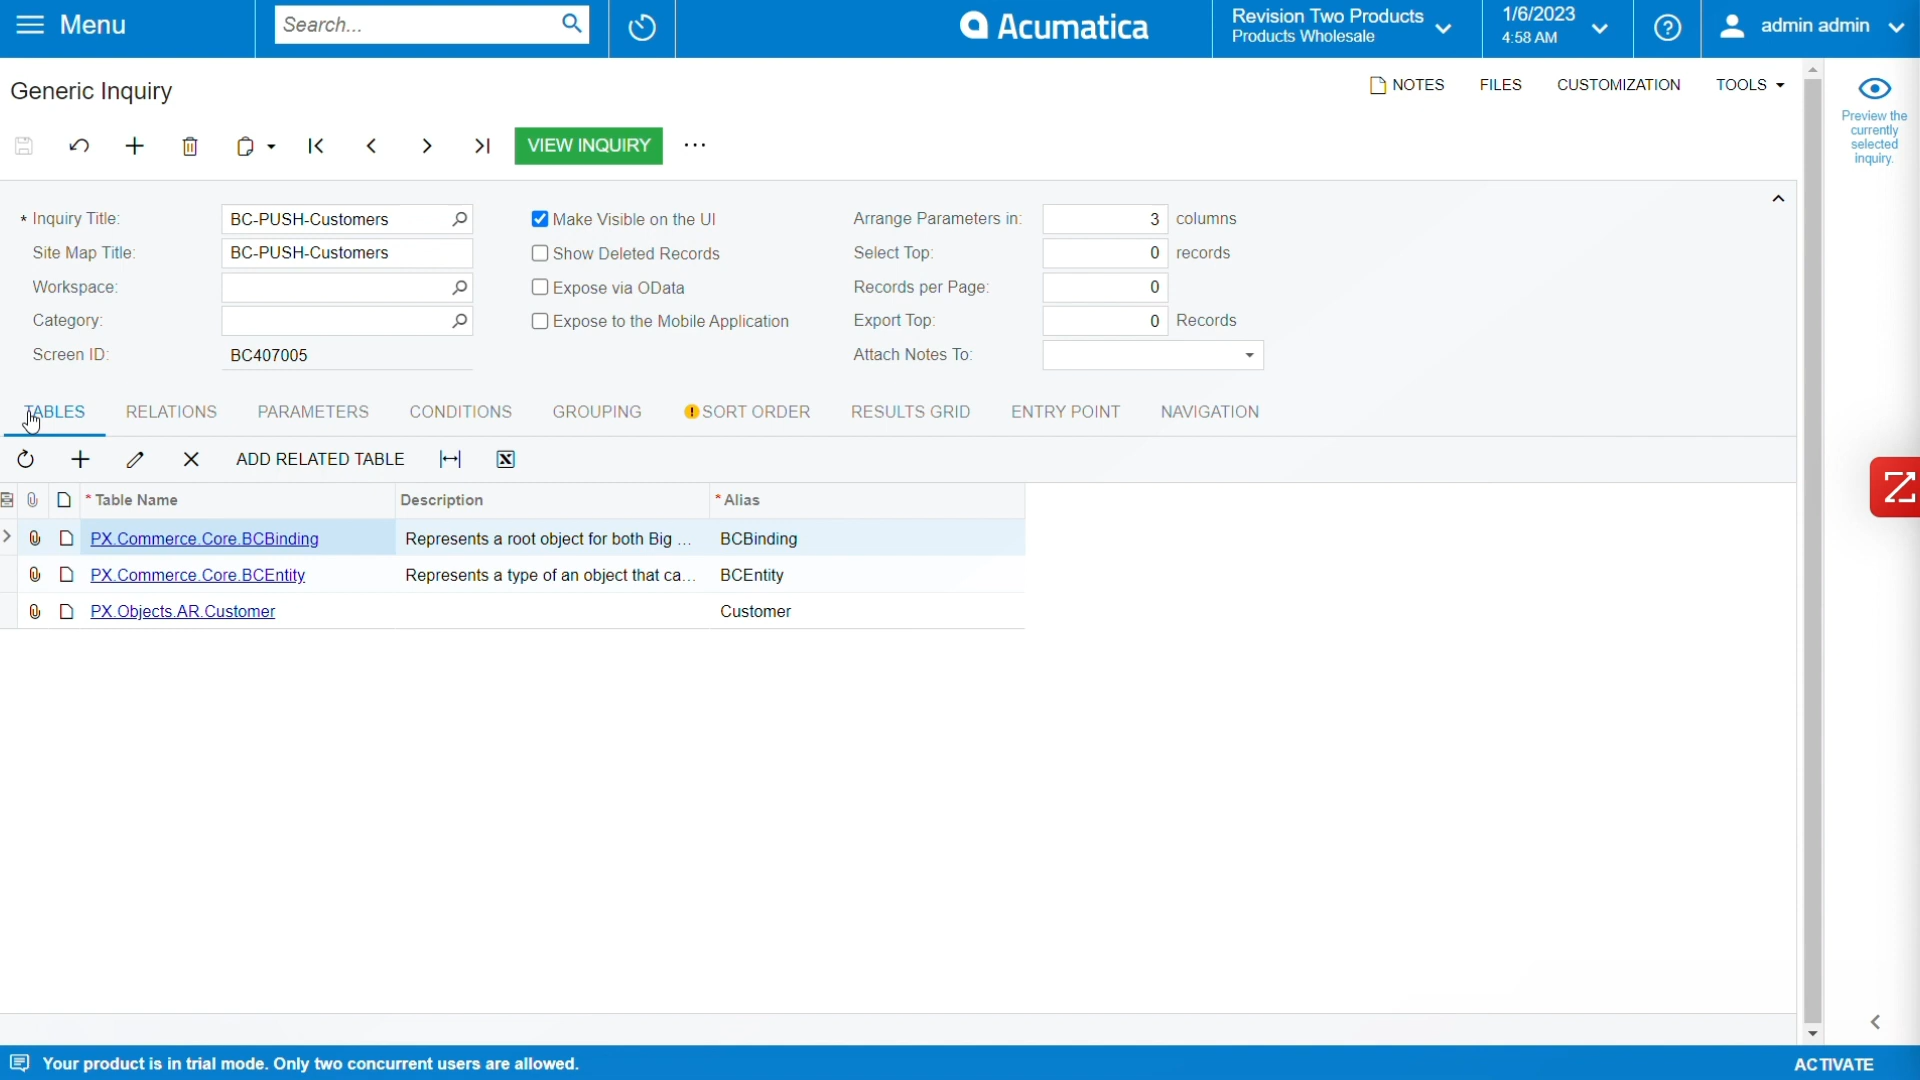 Menu
Search...
Acumatica
Revision Two Products
Products Wholesale
1/6/2023
4:58 AM
admin admin
Generic Inquiry
NOTES FILES CUSTOMIZATION TOOLS
Preview the
currently
selected
inquiry.
VIEW INQUIRY
* Inquiry Title: BC-PUSH-Customers Make Visible on the UI Arrange Parameters in: 3 columns
Site Map Title: BC-PUSH-Customers Show Deleted Records Select Top: 0 records
Workspace: Expose via OData Records per Page: 0
Category: Expose to the Mobile Application Export Top: 0 Records
Screen ID: BC407005 Attach Notes To:
TABLES RELATIONS PARAMETERS CONDITIONS GROUPING SORT ORDER RESULTS GRID ENTRY POINT NAVIGATION
ADD RELATED TABLE
* Table Name Description * Alias
PX.Commerce.Core.BCBinding Represents a root object for both Big ... BCBinding
PX.Commerce.Core.BCEntity Represents a type of an object that ca... BCEntity
PX.Objects.AR.Customer Customer
Your product is in trial mode. Only two concurrent users are allowed. ACTIVATE